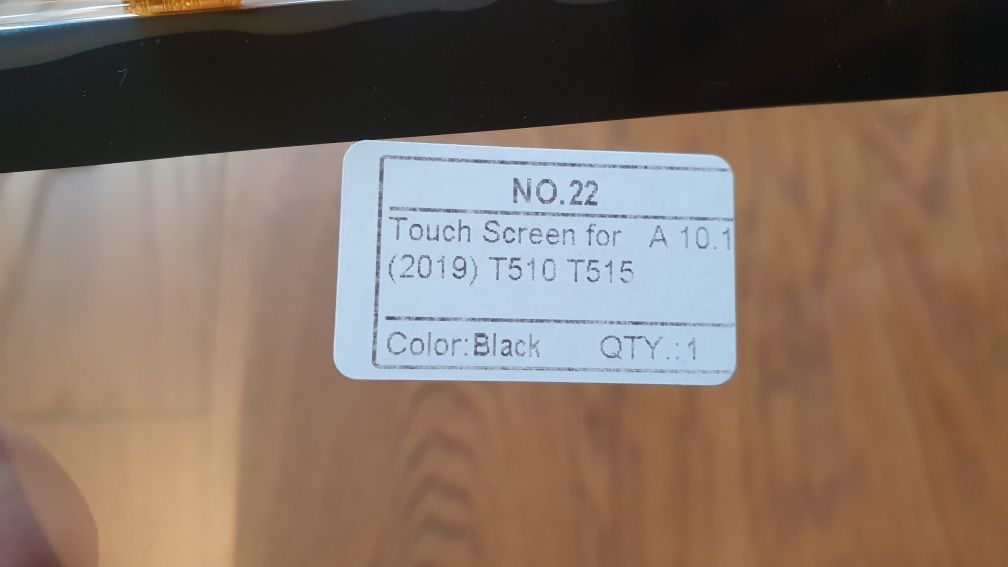 NO.22
Touch Screen for A 10.1
(2019) T510 T515
Color:Black QTY.:1